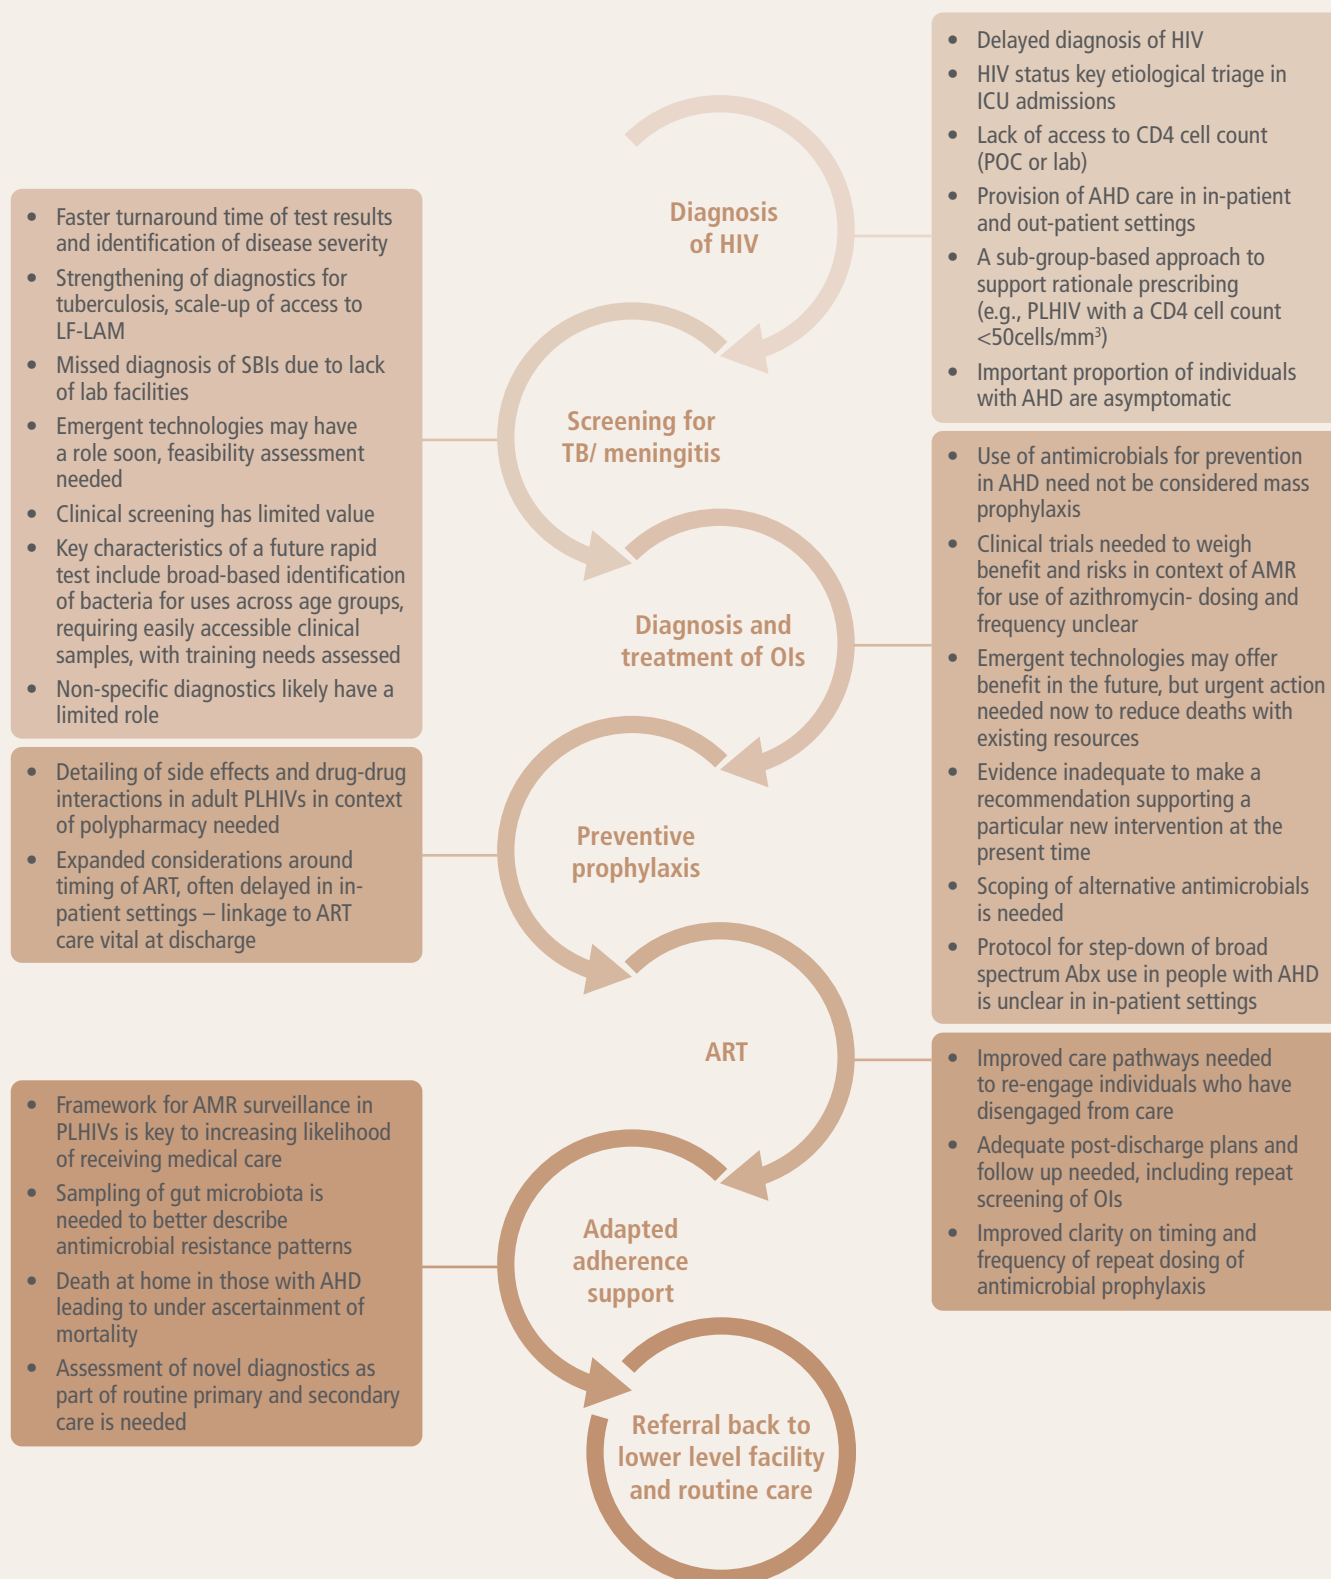 Diagnosis
of HIV
• Delayed diagnosis of HIV
• HIV status key etiological triage in
ICU admissions
• Lack of access to CD4 cell count
(POC or lab)
• Provision of AHD care in in-patient
and out-patient settings
• A sub-group-based approach to
support rationale prescribing
(e.g., PLHIV with a CD4 cell count
<50cells/mm³)
• Important proportion of individuals
with AHD are asymptomatic
Screening for
TB/ meningitis
• Faster turnaround time of test results
and identification of disease severity
• Strengthening of diagnostics for
tuberculosis, scale-up of access to
LF-LAM
• Missed diagnosis of SBIs due to lack
of lab facilities
• Emergent technologies may have
a role soon, feasibility assessment
needed
• Clinical screening has limited value
• Key characteristics of a future rapid
test include broad-based identification
of bacteria for uses across age groups,
requiring easily accessible clinical
samples, with training needs assessed
• Non-specific diagnostics likely have a
limited role
Diagnosis and
treatment of OIs
• Use of antimicrobials for prevention
in AHD need not be considered mass
prophylaxis
• Clinical trials needed to weigh
benefit and risks in context of AMR
for use of azithromycin- dosing and
frequency unclear
• Emergent technologies may offer
benefit in the future, but urgent action
needed now to reduce deaths with
existing resources
• Evidence inadequate to make a
recommendation supporting a
particular new intervention at the
present time
• Scoping of alternative antimicrobials
is needed
• Protocol for step-down of broad
spectrum Abx use in people with AHD
is unclear in in-patient settings
Preventive
prophylaxis
• Detailing of side effects and drug-drug
interactions in adult PLHIVs in context
of polypharmacy needed
• Expanded considerations around
timing of ART, often delayed in in-
patient settings – linkage to ART
care vital at discharge
ART
• Improved care pathways needed
to re-engage individuals who have
disengaged from care
• Adequate post-discharge plans and
follow up needed, including repeat
screening of OIs
• Improved clarity on timing and
frequency of repeat dosing of
antimicrobial prophylaxis
Adapted
adherence
support
• Framework for AMR surveillance in
PLHIVs is key to increasing likelihood
of receiving medical care
• Sampling of gut microbiota is
needed to better describe
antimicrobial resistance patterns
• Death at home in those with AHD
leading to under ascertainment of
mortality
• Assessment of novel diagnostics as
part of routine primary and secondary
care is needed
Referral back to
lower level facility
and routine care